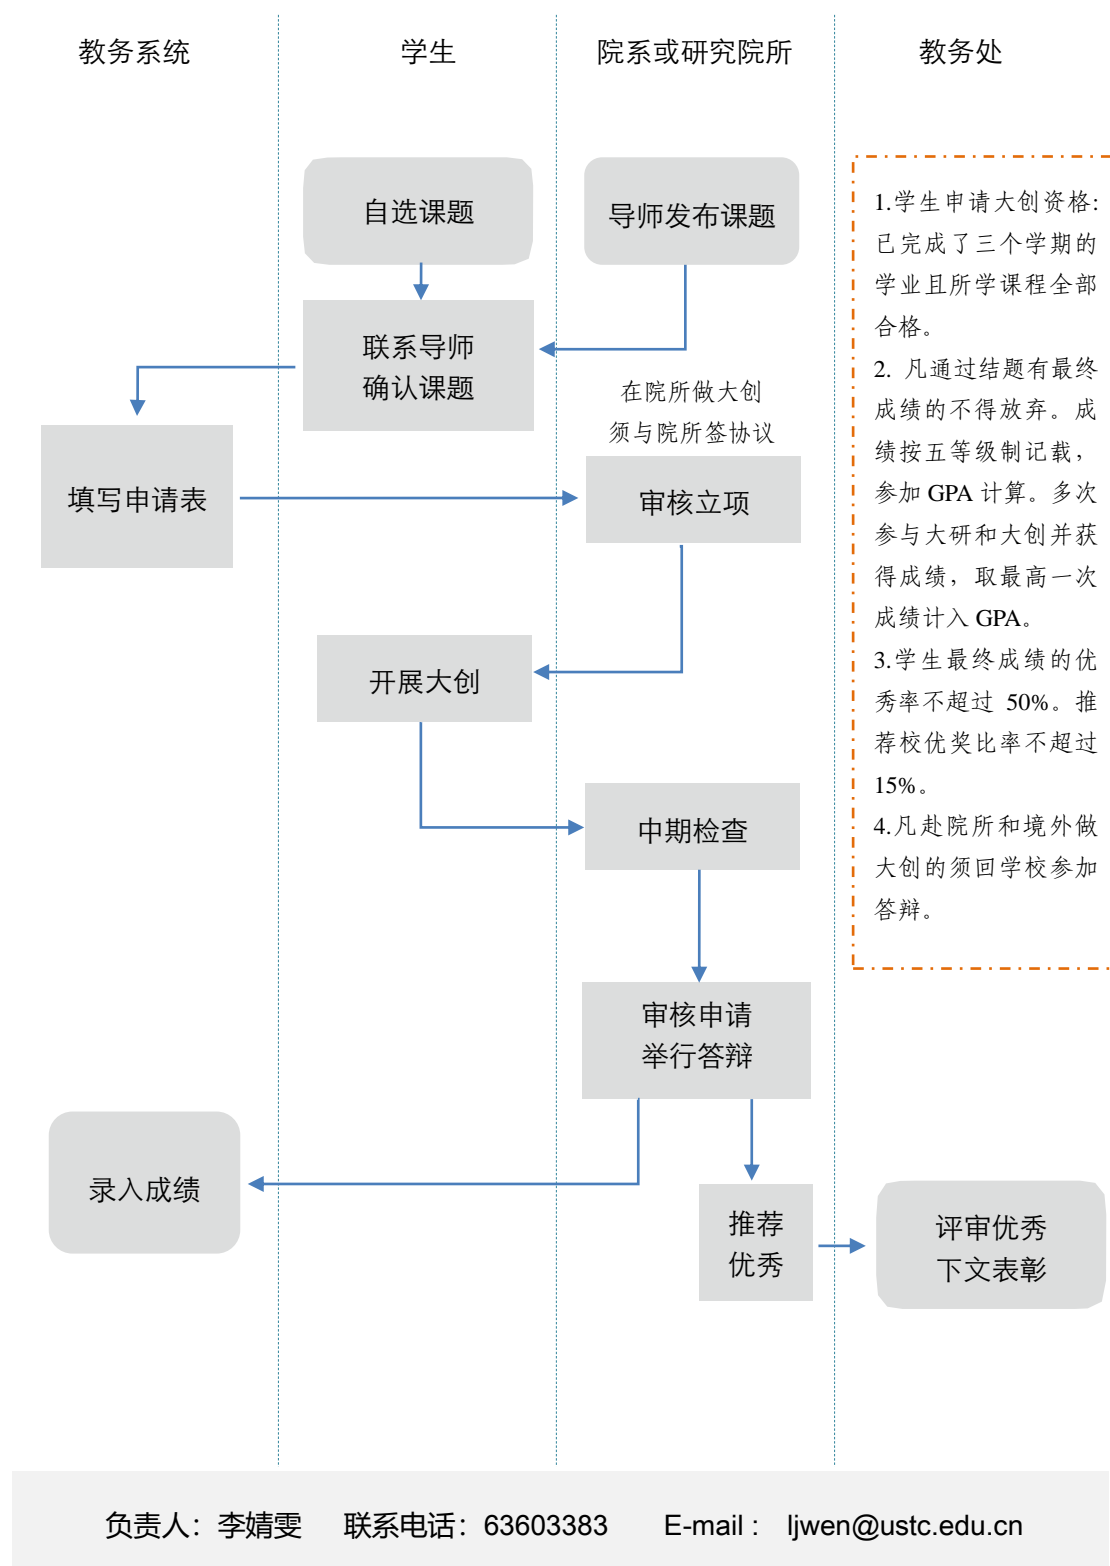 教务系统 学生 院系或研究院所 教务处
自选课题
导师发布课题
联系导师
确认课题
在院所做大创
须与院所签协议
填写申请表
审核立项
开展大创
中期检查
审核申请
举行答辩
录入成绩
推荐
优秀
评审优秀
下文表彰
1.学生申请大创资格:
已完成了三个学期的
学业且所学课程全部
合格。
2. 凡通过结题有最终
成绩的不得放弃。成
绩按五等级制记载，
参加 GPA 计算。多次
参与大研和大创并获
得成绩，取最高一次
成绩计入 GPA。
3.学生最终成绩的优
秀率不超过 50%。推
荐校优奖比率不超过
15%。
4.凡赴院所和境外做
大创的须回学校参加
答辩。
负责人：李婧雯 联系电话：63603383 E-mail： ljwen@ustc.edu.cn